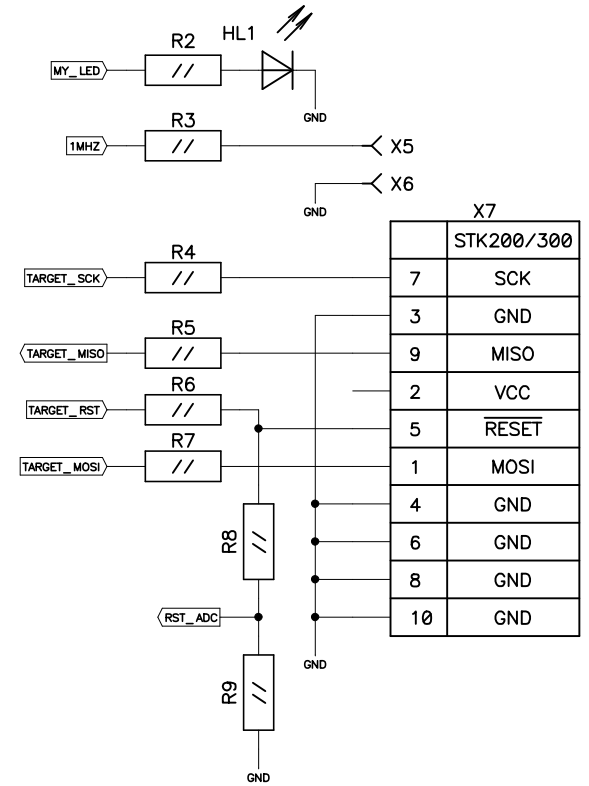 R2
HL1
MY_LED
GND
R3
1MHZ
X5
X6
GND
X7
STK200/300
R4
TARGET_SCK
7 SCK
3 GND
R5
TARGET_MISO
9 MISO
R6
2 VCC
TARGET_RST
5 RESET
R7
TARGET_MOSI
1 MOSI
4 GND
R8
6 GND
8 GND
RST_ADC
10 GND
GND
R9
GND